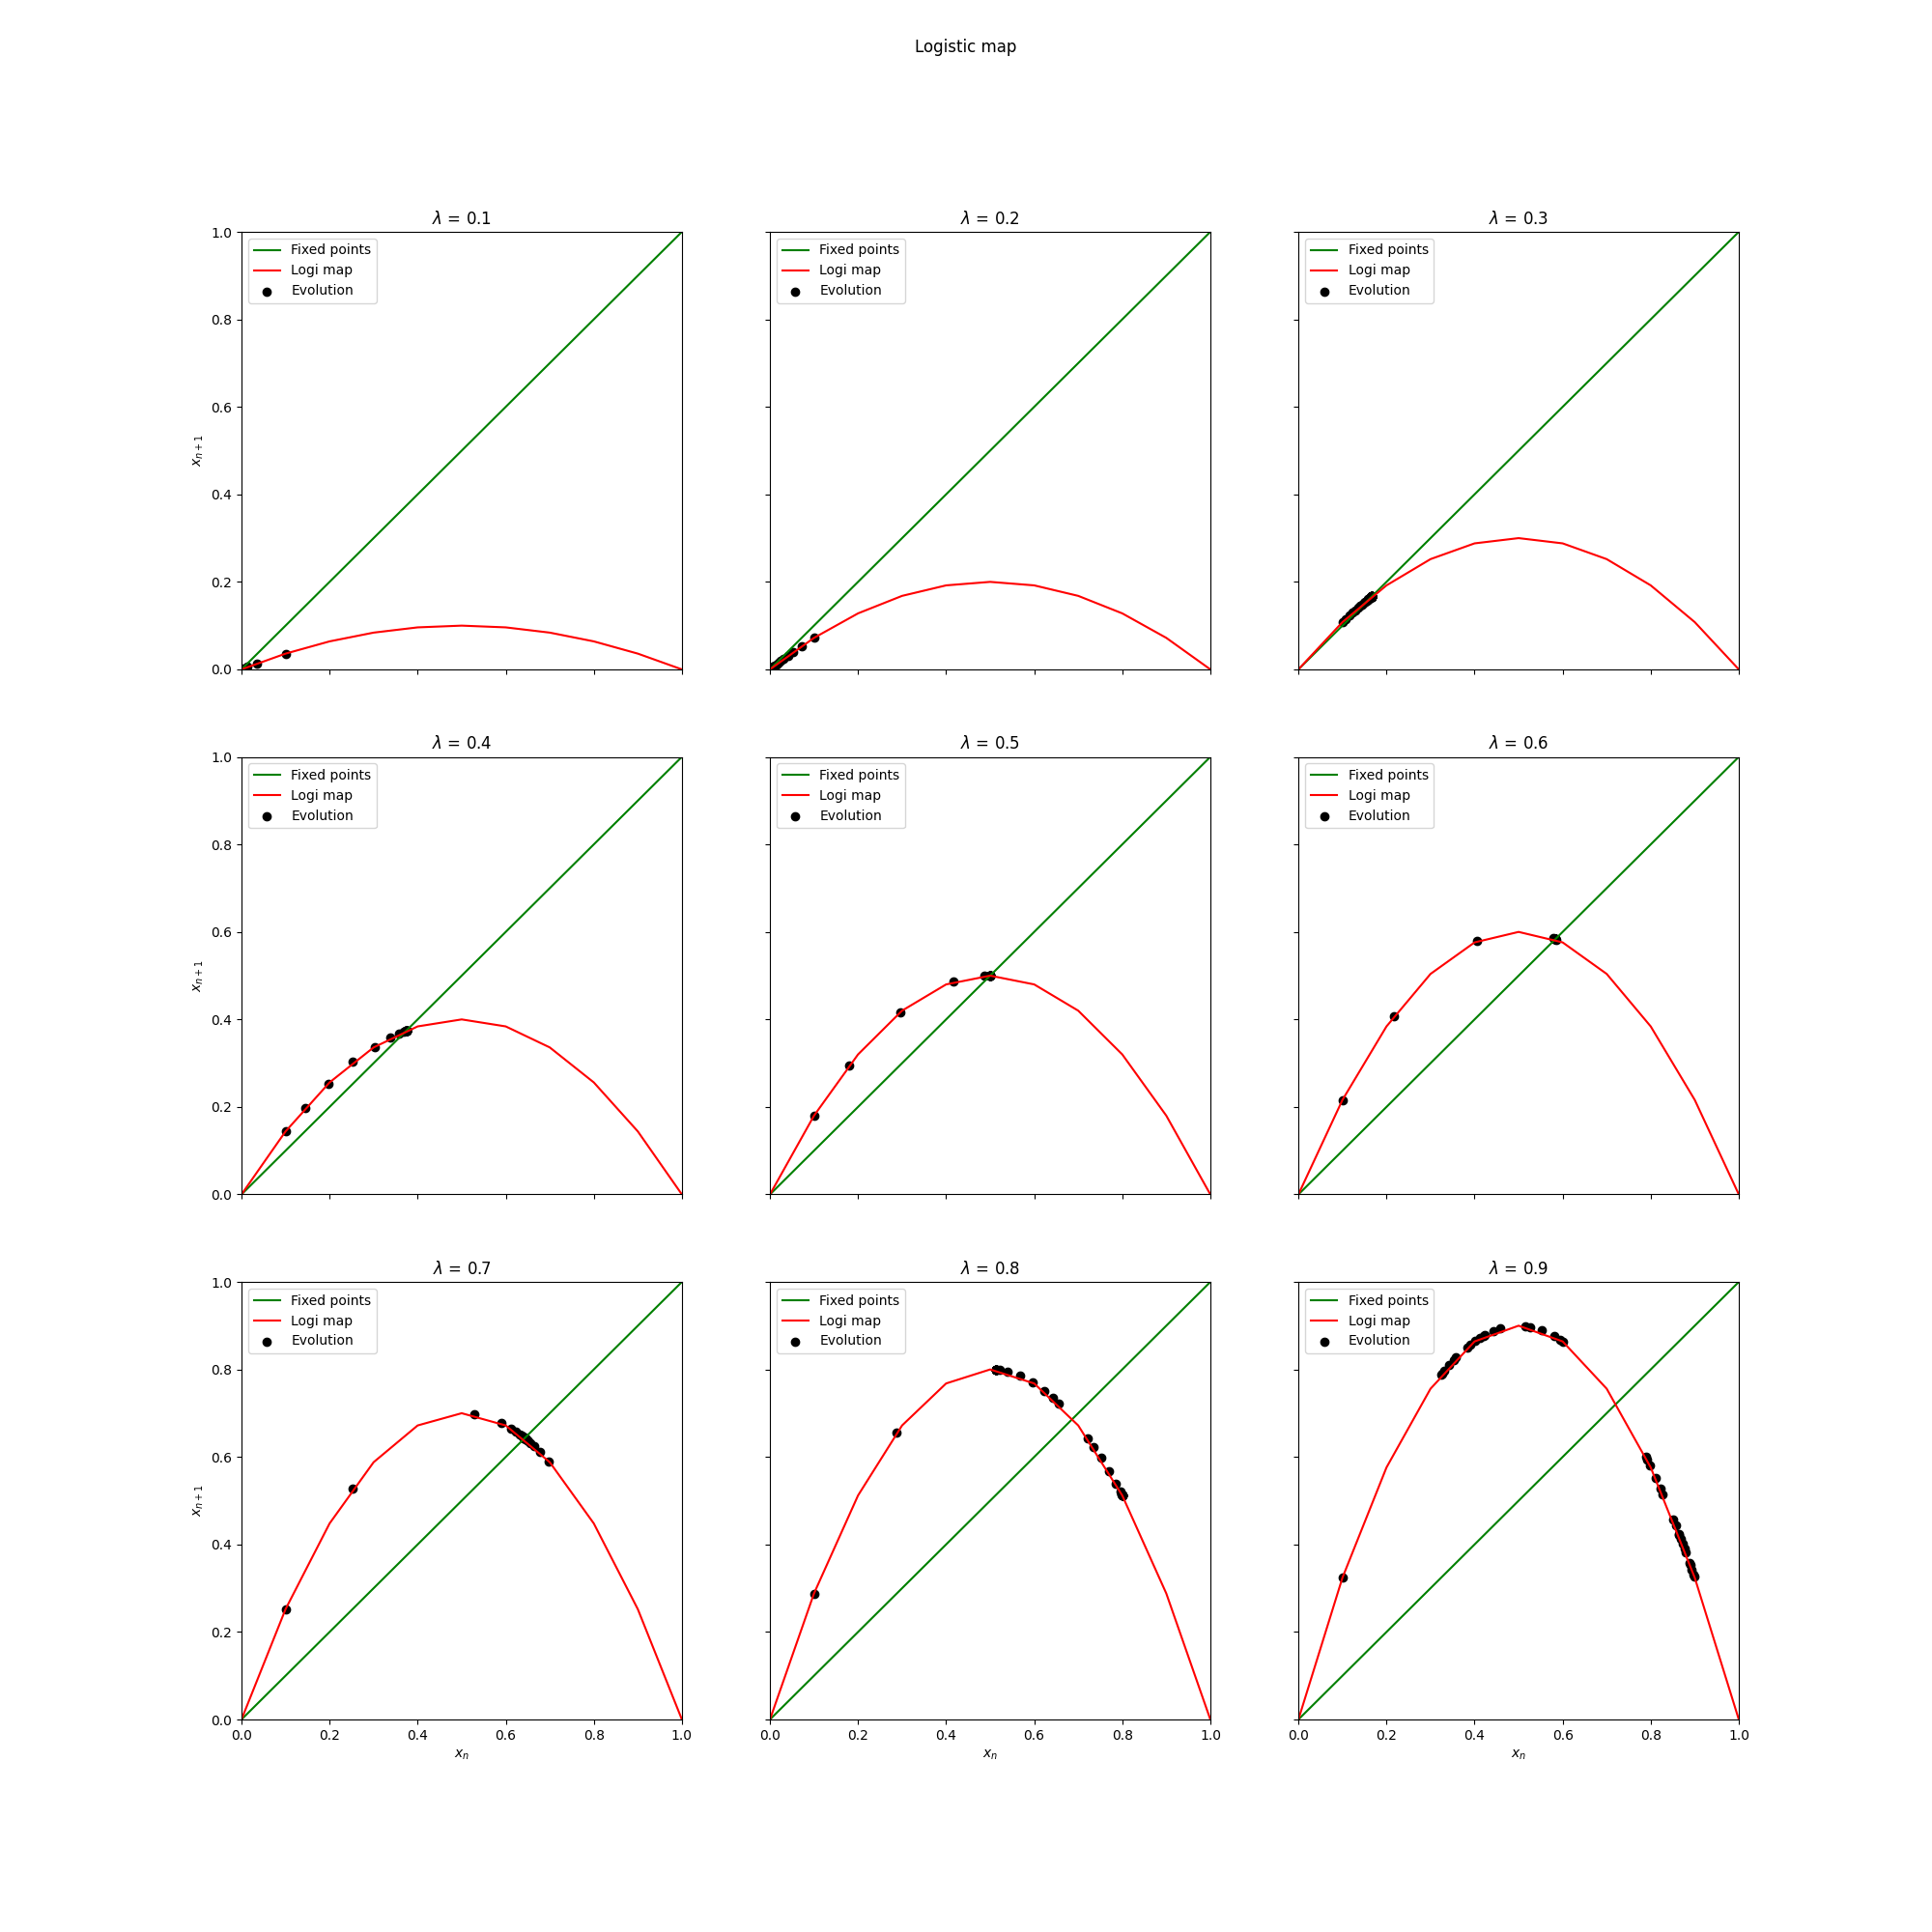 Logistic map
λ = 0.1
1.0
0.8
0.6
0.4
0.2
0.0
xₙ₊₁
Fixed points
Logi map
Evolution
λ = 0.2
Fixed points
Logi map
Evolution
λ = 0.3
Fixed points
Logi map
Evolution
λ = 0.4
1.0
0.8
0.6
0.4
0.2
0.0
xₙ₊₁
Fixed points
Logi map
Evolution
λ = 0.5
Fixed points
Logi map
Evolution
λ = 0.6
Fixed points
Logi map
Evolution
λ = 0.7
1.0
0.8
0.6
0.4
0.2
0.0
xₙ₊₁
Fixed points
Logi map
Evolution
0.0 0.2 0.4 0.6 0.8 1.0
xₙ
λ = 0.8
Fixed points
Logi map
Evolution
0.0 0.2 0.4 0.6 0.8 1.0
xₙ
λ = 0.9
Fixed points
Logi map
Evolution
0.0 0.2 0.4 0.6 0.8 1.0
xₙ